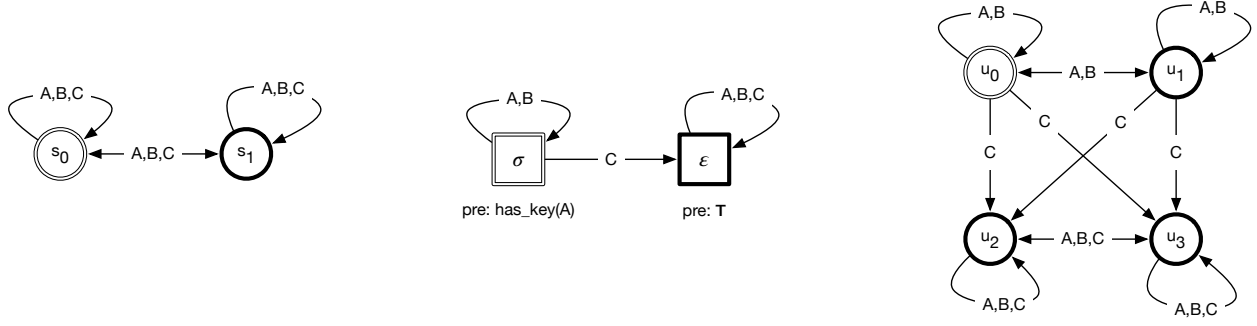 A,B,C
s0
A,B,C
A,B,C
s1
A,B
σ
C
A,B,C
ε
pre: has_key(A)
pre: T
A,B
u0
A,B
A,B
u1
C
C
C
C
u2
A,B,C
u3
A,B,C
A,B,C